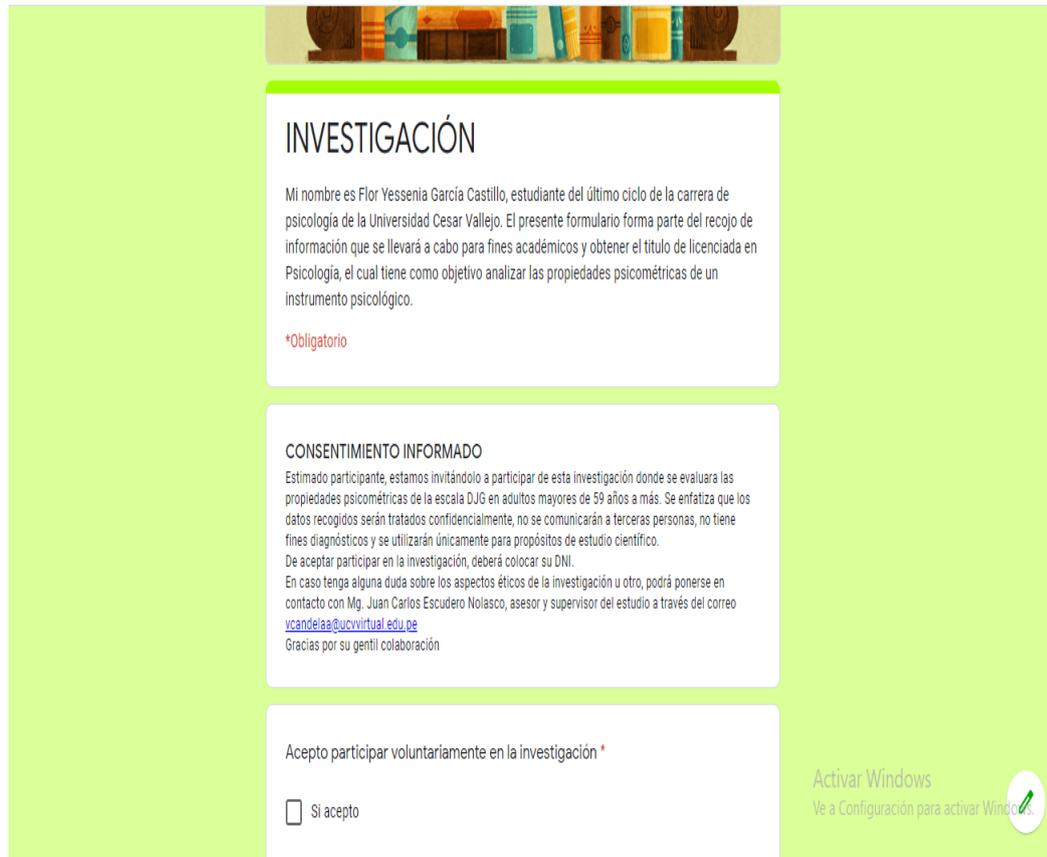 INVESTIGACIÓN
Mi nombre es Flor Yessenia García Castillo, estudiante del último ciclo de la carrera de
psicología de la Universidad Cesar Vallejo. El presente formulario forma parte del recojo de
información que se llevará a cabo para fines académicos y obtener el titulo de licenciada en
Psicología, el cual tiene como objetivo analizar las propiedades psicométricas de un
instrumento psicológico.
*Obligatorio
CONSENTIMIENTO INFORMADO
Estimado participante, estamos invitándolo a participar de esta investigación donde se evaluara las
propiedades psicométricas de la escala DJG en adultos mayores de 59 años a más. Se enfatiza que los
datos recogidos serán tratados confidencialmente, no se comunicarán a terceras personas, no tiene
fines diagnósticos y se utilizarán únicamente para propósitos de estudio científico.
De aceptar participar en la investigación, deberá colocar su DNI.
En caso tenga alguna duda sobre los aspectos éticos de la investigación u otro, podrá ponerse en
contacto con Mg. Juan Carlos Escudero Nolasco, asesor y supervisor del estudio a través del correo
vcandelaa@ucvvirtual.edu.pe
Gracias por su gentil colaboración
Acepto participar voluntariamente en la investigación *
Si acepto
Activar Windows
Ve a Configuración para activar Windows.